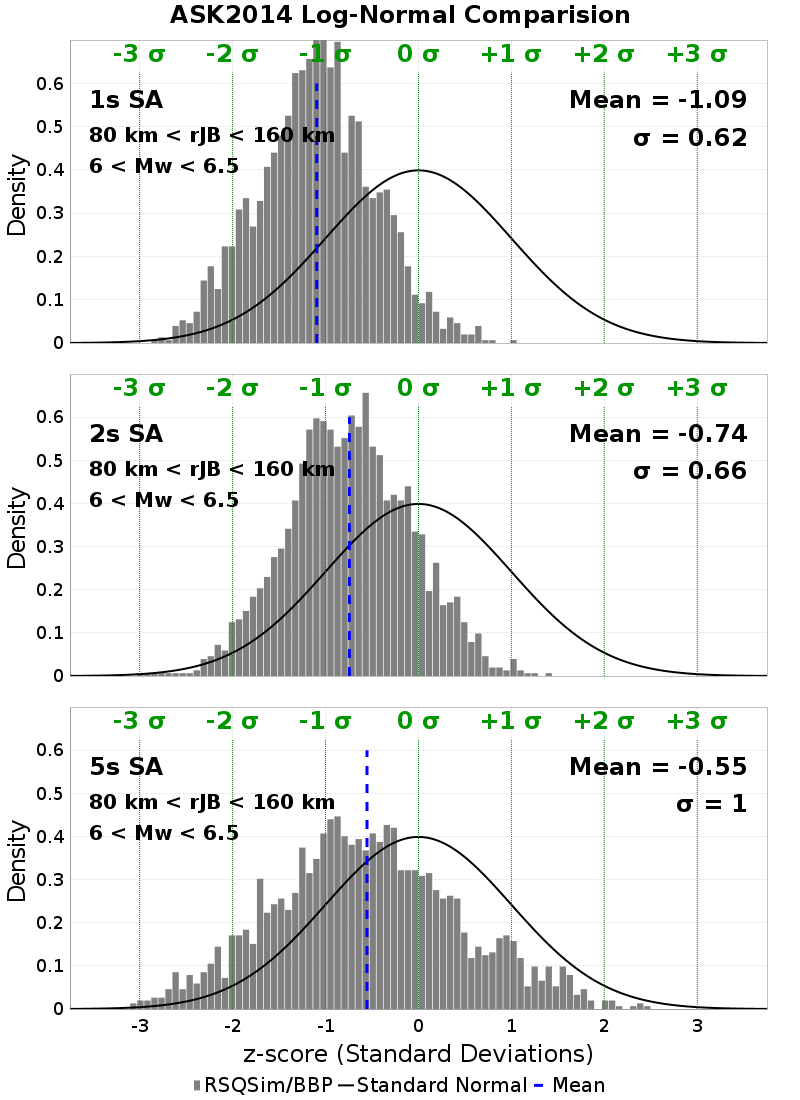 ASK2014 Log-Normal Comparision
-3 σ -2 σ -1 σ 0 σ +1 σ +2 σ +3 σ
0.6
0.5
0.4
0.3
0.2
0.1
0
Density
1s SA
80 km < rJB < 160 km
6 < Mw < 6.5
Mean = -1.09
σ = 0.62
-3 σ -2 σ -1 σ 0 σ +1 σ +2 σ +3 σ
0.6
0.5
0.4
0.3
0.2
0.1
0
Density
2s SA
80 km < rJB < 160 km
6 < Mw < 6.5
Mean = -0.74
σ = 0.66
-3 σ -2 σ -1 σ 0 σ +1 σ +2 σ +3 σ
0.6
0.5
0.4
0.3
0.2
0.1
0
Density
5s SA
80 km < rJB < 160 km
6 < Mw < 6.5
Mean = -0.55
σ = 1
-3 -2 -1 0 1 2 3
z-score (Standard Deviations)
RSQSim/BBP Standard Normal Mean